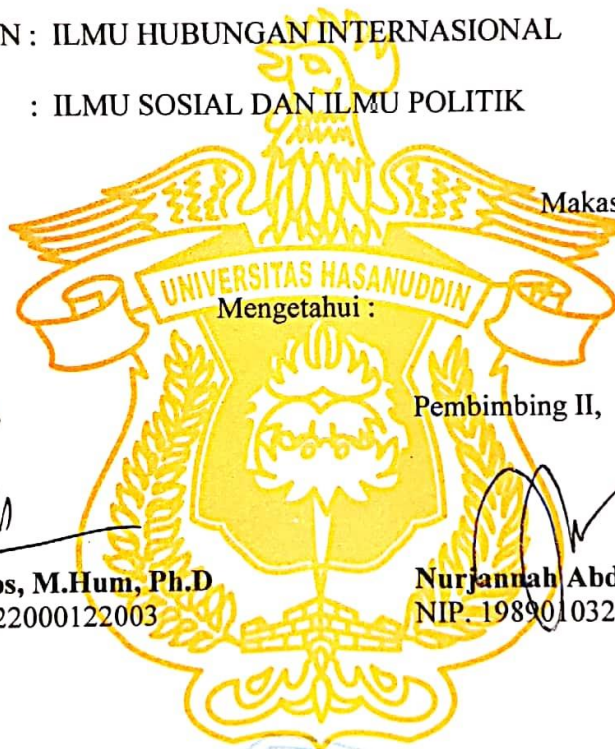 N : ILMU HUBUNGAN INTERNASIONAL
: ILMU SOSIAL DAN ILMU POLITIK
Makas
UNIVERSITAS HASANUDDIN
Mengetahui :
Pembimbing II,
os, M.Hum, Ph.D
22000122003
Nurjannah Abd
NIP. 198901032